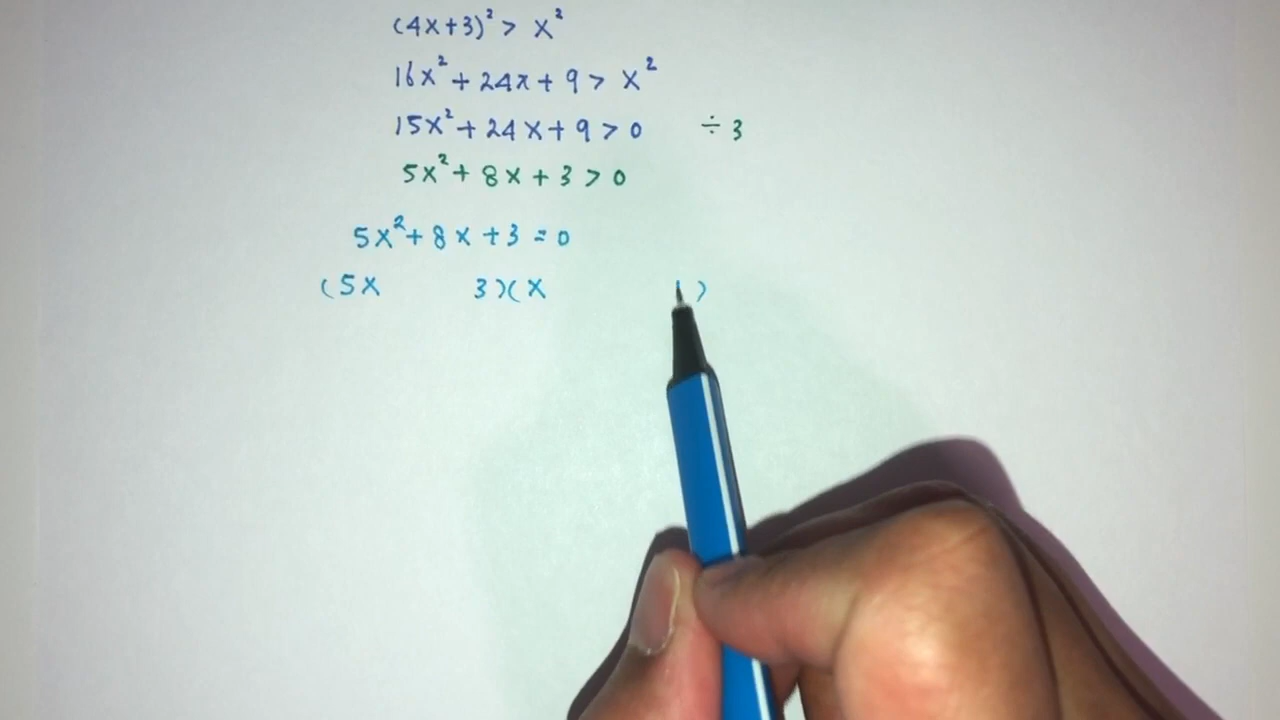 (4x+3)² > x²
16x² + 24x + 9 > x²
15x² + 24x + 9 > 0 ÷ 3
5x² + 8x + 3 > 0
5x² + 8x + 3 = 0
(5x 3)(x 1)